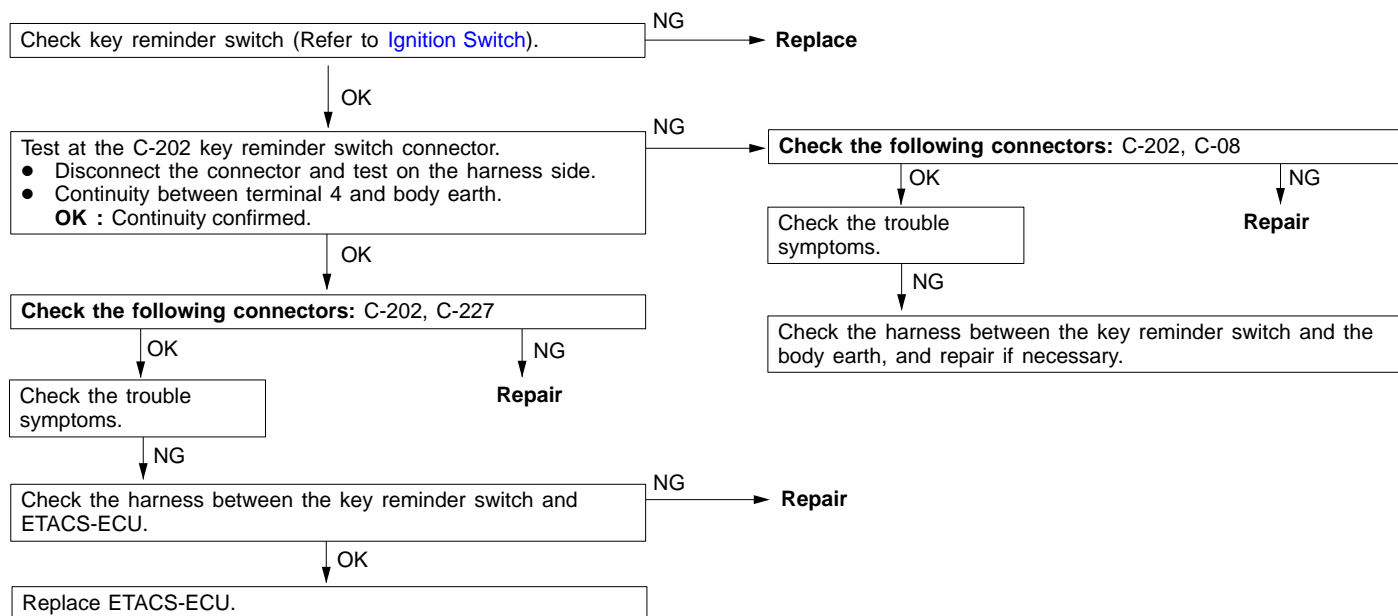 Check key reminder switch (Refer to Ignition Switch).
NG
Replace
OK
Test at the C-202 key reminder switch connector.
● Disconnect the connector and test on the harness side.
● Continuity between terminal 4 and body earth.
OK : Continuity confirmed.
NG
Check the following connectors: C-202, C-08
OK
NG
Check the trouble
symptoms.
Repair
NG
Check the harness between the key reminder switch and the
body earth, and repair if necessary.
OK
Check the following connectors: C-202, C-227
OK
NG
Check the trouble
symptoms.
Repair
NG
Check the harness between the key reminder switch and
ETACS-ECU.
NG
Repair
OK
Replace ETACS-ECU.